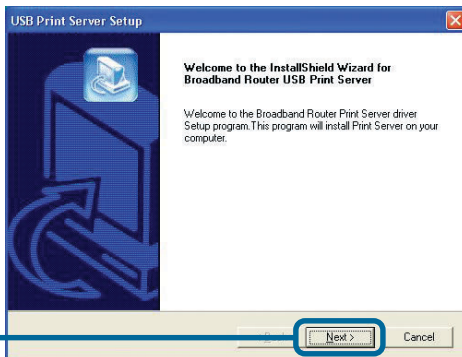 USB Print Server Setup
Welcome to the InstallShield Wizard for
Broadband Router USB Print Server
Welcome to the Broadband Router Print Server driver
Setup program. This program will install Print Server on your
computer.
Next >
Cancel